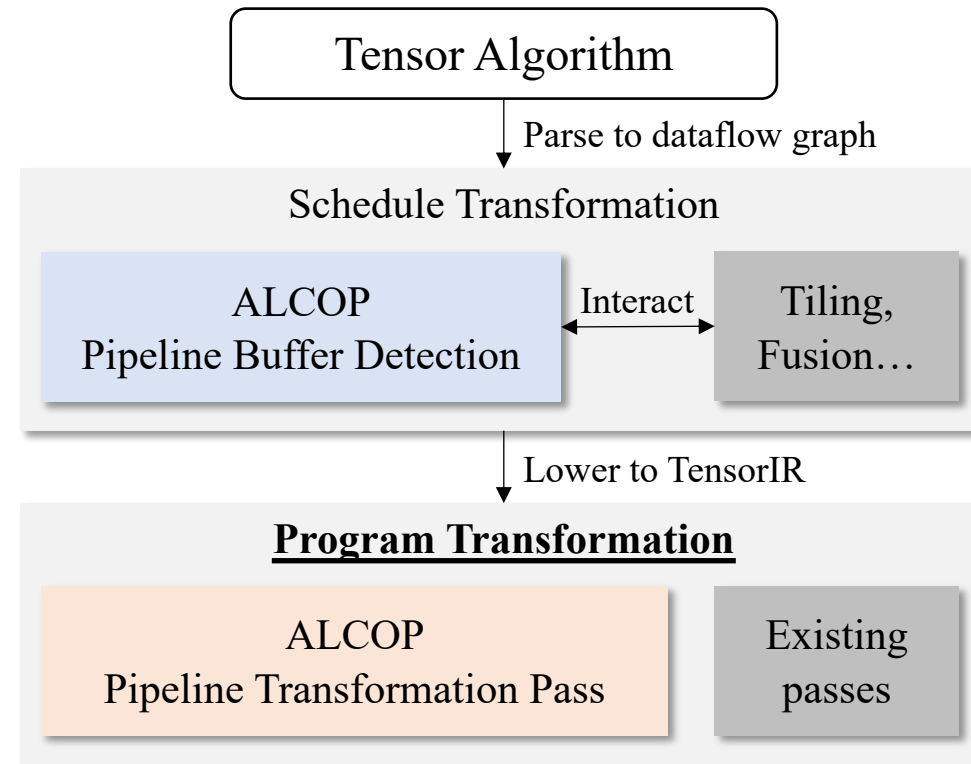 Tensor Algorithm
Parse to dataflow graph
Schedule Transformation
ALCOP
Pipeline Buffer Detection
Interact
Tiling,
Fusion…
Lower to TensorIR
Program Transformation
ALCOP
Pipeline Transformation Pass
Existing
passes